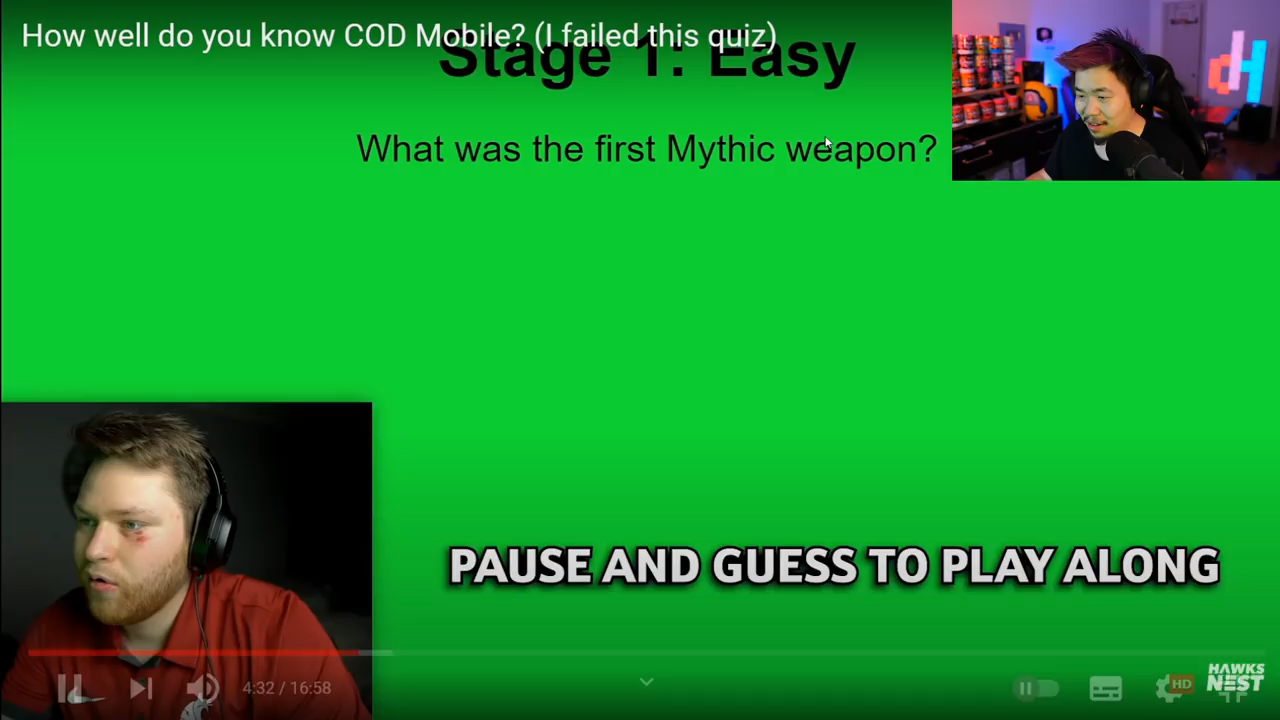 How well do you know COD Mobile? (I failed this quiz)
Stage 1: Easy
What was the first Mythic weapon?
PAUSE AND GUESS TO PLAY ALONG
4:32 / 16:58
HD
HAWKS
NEST